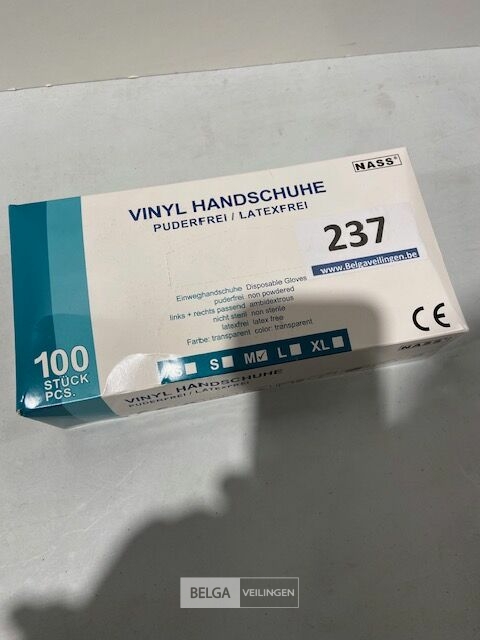 NASS®
VINYL HANDSCHUHE
PUDERFREI / LATEXFREI
237
www.Belgaveilingen.be
Einweghandschuhe Disposable Gloves
puderfrei non powdered
links + rechts passend ambidextrous
nicht steril non sterile
latexfrei latex free
Farbe: transparent color: transparent
CE
100
STÜCK
PCS.
XS S M L XL
NASS
VINYL HANDSCHUHE
PUDERFREI / LATEXFREI
BELGA VEILINGEN